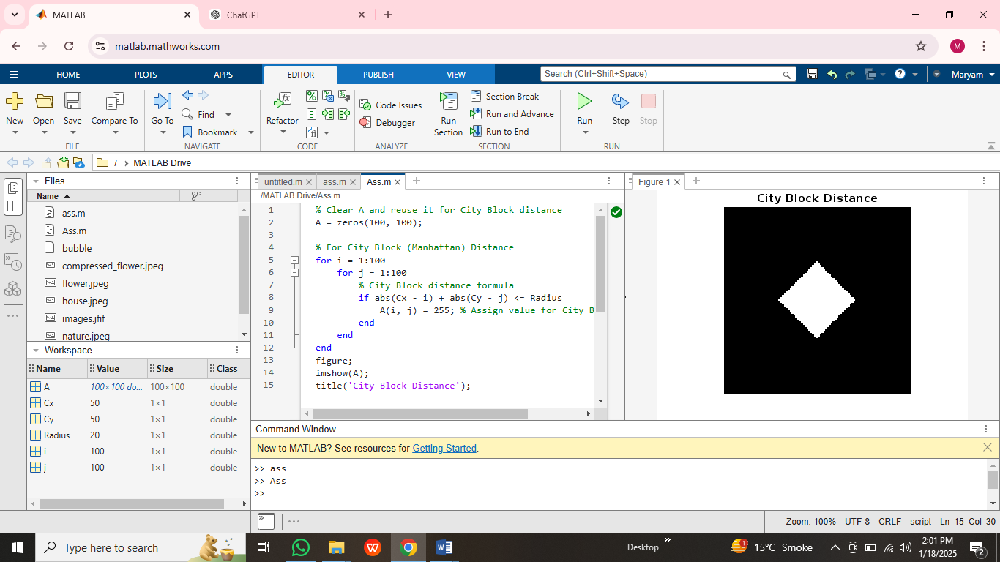 MATLAB
ChatGPT
matlab.mathworks.com
M
HOME
PLOTS
APPS
EDITOR
PUBLISH
VIEW
Search (Ctrl+Shift+Space)
Maryam
New
Open
Save
Compare To
Go To
Find
Bookmark
Refactor
Code Issues
Debugger
Run Section
Section Break
Run and Advance
Run to End
Run
Step
Stop
FILE
NAVIGATE
CODE
ANALYZE
SECTION
RUN
/ › MATLAB Drive
Files
Name
ass.m
Ass.m
bubble
compressed_flower.jpeg
flower.jpeg
house.jpeg
images.jfif
nature.jpeg
Workspace
Name Value Size Class
A 100×100 do... 100×100 double
Cx 50 1×1 double
Cy 50 1×1 double
Radius 20 1×1 double
i 100 1×1 double
j 100 1×1 double
untitled.m
ass.m
Ass.m
/MATLAB Drive/Ass.m
1 % Clear A and reuse it for City Block distance
2 A = zeros(100, 100);
3
4 % For City Block (Manhattan) Distance
5 for i = 1:100
6 for j = 1:100
7 % City Block distance formula
8 if abs(Cx - i) + abs(Cy - j) <= Radius
9 A(i, j) = 255; % Assign value for City B
10 end
11 end
12 end
13 figure;
14 imshow(A);
15 title('City Block Distance');
Figure 1
City Block Distance
Command Window
New to MATLAB? See resources for Getting Started.
>> ass
>> Ass
>>
Zoom: 100% UTF-8 CRLF script Ln 15 Col 30
Type here to search
Desktop
1
15°C Smoke
2:01 PM
1/18/2025
2